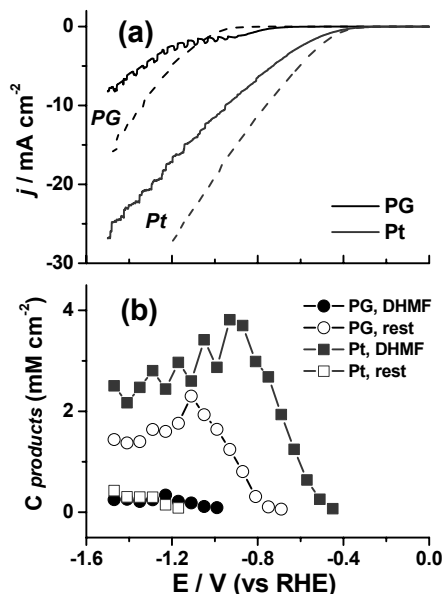 (a)
0
-10
-20
-30
j / mA cm-2
PG
Pt
PG
Pt
(b)
PG, DHMF
PG, rest
Pt, DHMF
Pt, rest
4
2
0
C products (mM cm-2)
-1.6 -1.2 -0.8 -0.4 0.0
E / V (vs RHE)